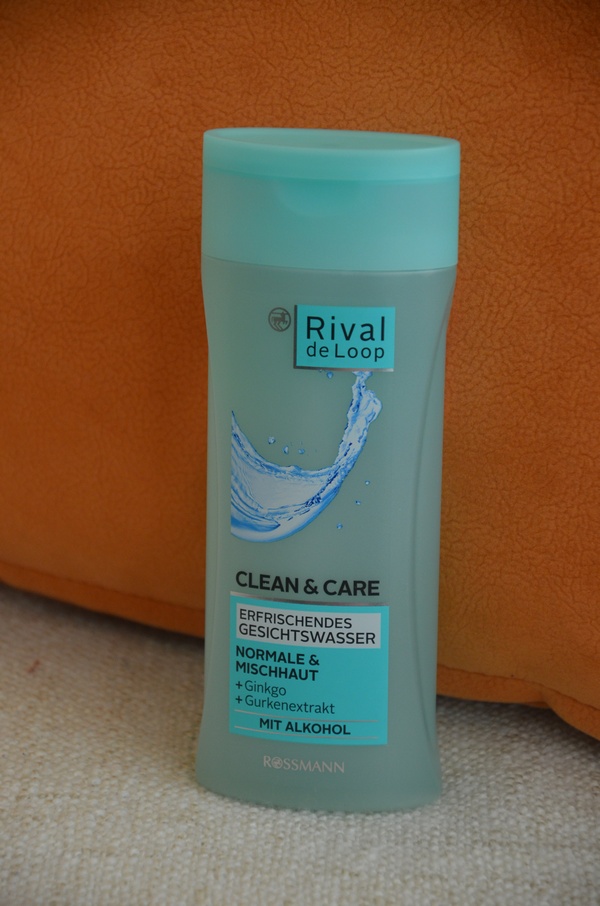 Rival
de Loop
CLEAN & CARE
ERFRISCHENDES
GESICHTSWASSER
NORMALE &
MISCHHAUT
+Ginkgo
+Gurkenextrakt
MIT ALKOHOL
ROSSMANN